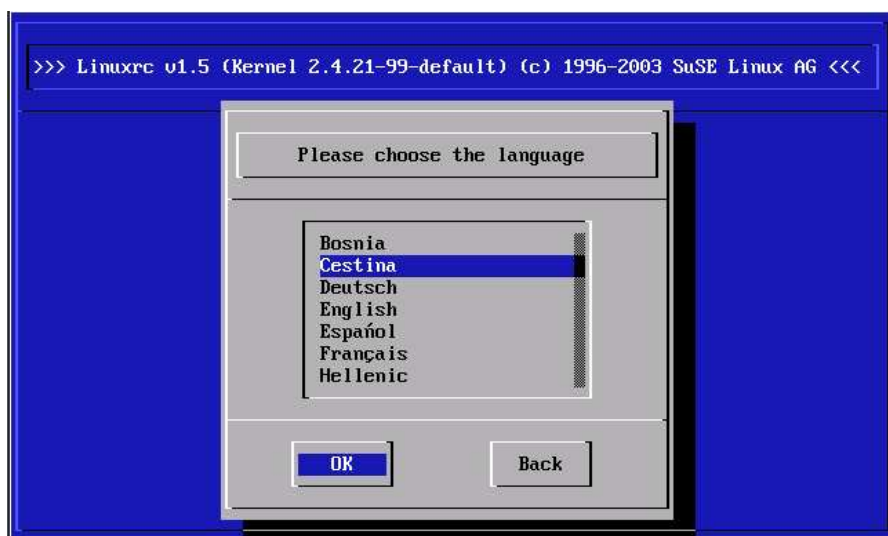 >>> Linuxrc v1.5 (Kernel 2.4.21-99-default) (c) 1996-2003 SuSE Linux AG <<<
Please choose the language
Bosnia
Cestina
Deutsch
English
Espańol
Français
Hellenic
OK
Back